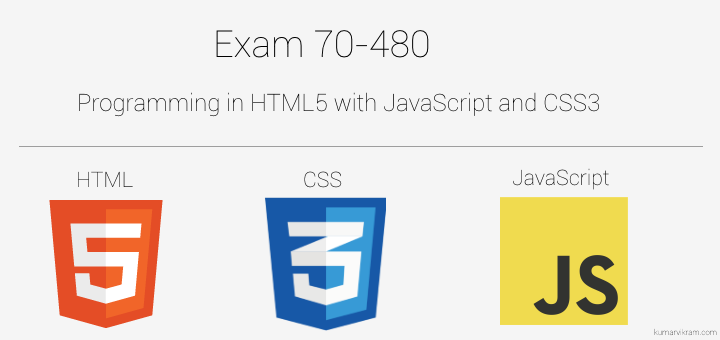 Exam 70-480
Programming in HTML5 with JavaScript and CSS3
HTML
CSS
JavaScript
5
3
JS
kumarvikram.com